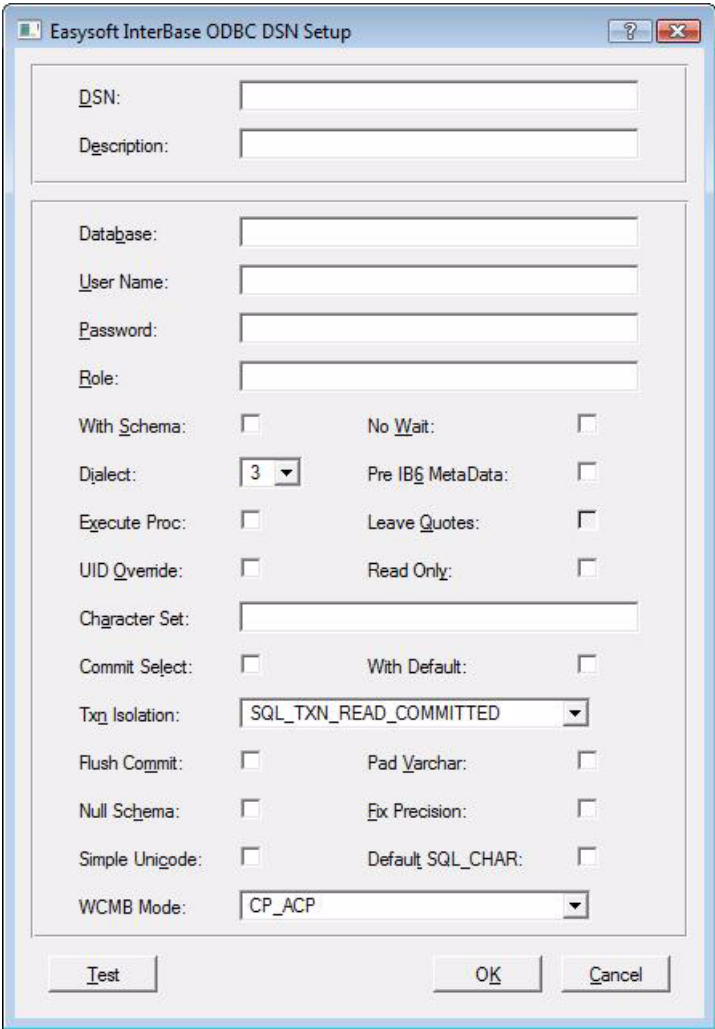 Easysoft InterBase ODBC DSN Setup
DSN:
Description:
Database:
User Name:
Password:
Role:
With Schema: No Wait:
Dialect: 3 Pre IB6 MetaData:
Execute Proc: Leave Quotes:
UID Override: Read Only:
Character Set:
Commit Select: With Default:
Txn Isolation: SQL_TXN_READ_COMMITTED
Flush Commit: Pad Varchar:
Null Schema: Fix Precision:
Simple Unicode: Default SQL_CHAR:
WCMB Mode: CP_ACP
Test OK Cancel